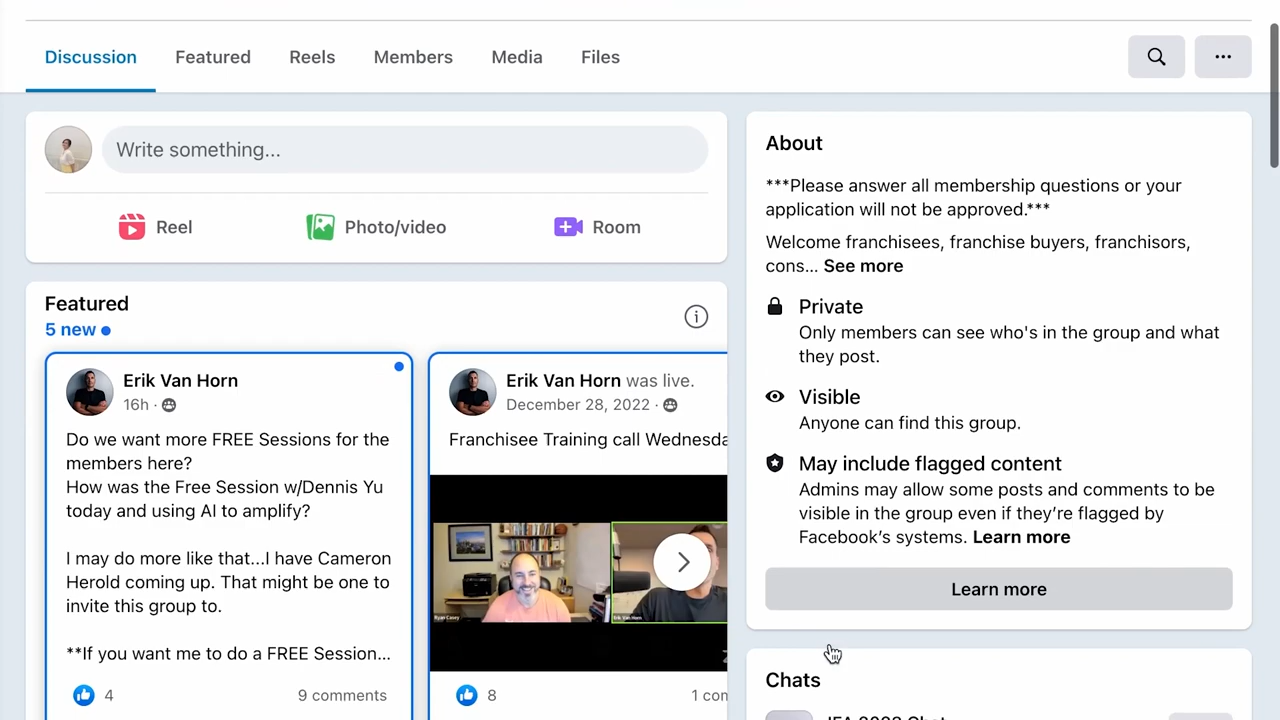 Discussion
Featured
Reels
Members
Media
Files
Write something...
Reel
Photo/video
Room
Featured
5 new
Erik Van Horn
16h ·
Do we want more FREE Sessions for the
members here?
How was the Free Session w/Dennis Yu
today and using AI to amplify?
I may do more like that...I have Cameron
Herold coming up. That might be one to
invite this group to.
**If you want me to do a FREE Session...
4
9 comments
Erik Van Horn was live.
December 28, 2022 ·
Franchisee Training call Wednesda
Ryan Casey
Erik Van Horn
8
1 con
About
***Please answer all membership questions or your
application will not be approved.***
Welcome franchisees, franchise buyers, franchisors,
cons... See more
Private
Only members can see who's in the group and what
they post.
Visible
Anyone can find this group.
May include flagged content
Admins may allow some posts and comments to be
visible in the group even if they're flagged by
Facebook's systems. Learn more
Learn more
Chats